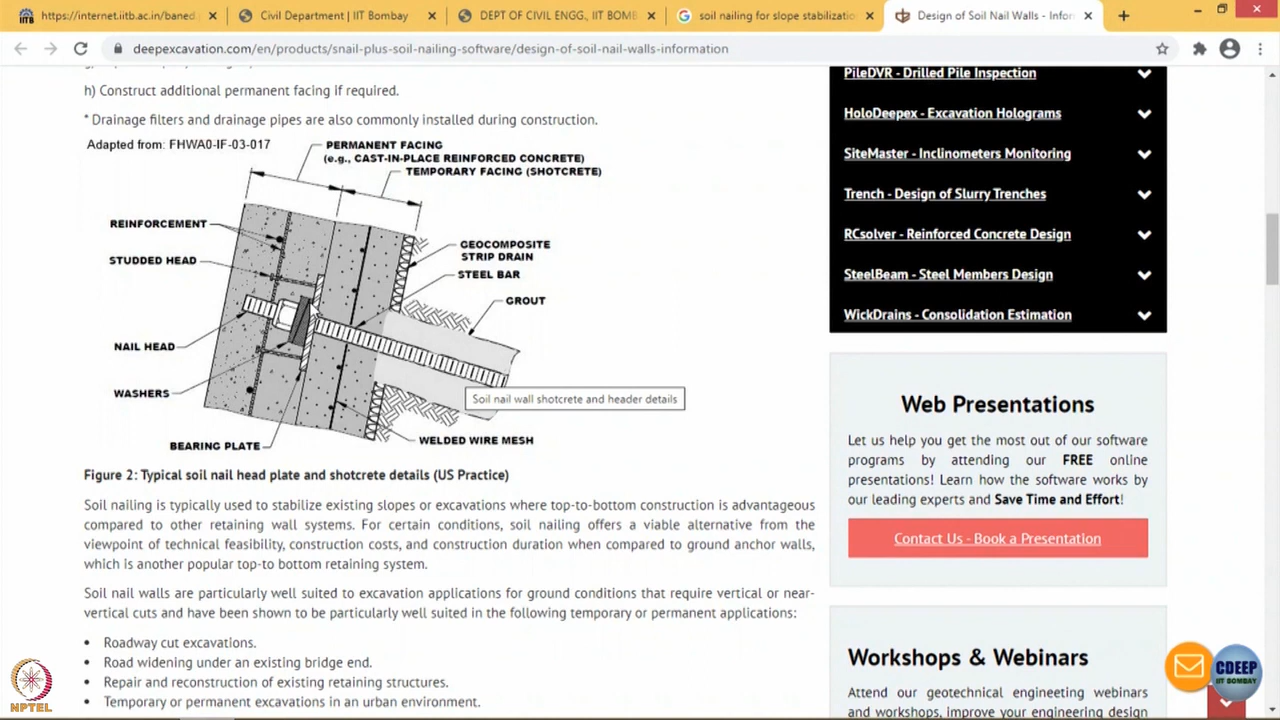 https://internet.iitb.ac.in/baned.p
Civil Department | IIT Bombay
DEPT OF CIVIL ENGG., IIT BOMB
soil nailing for slope stabilizatio
Design of Soil Nail Walls - Infor
deepexcavation.com/en/products/snail-plus-soil-nailing-software/design-of-soil-nail-walls-information
h) Construct additional permanent facing if required.
* Drainage filters and drainage pipes are also commonly installed during construction.
Adapted from: FHWA0-IF-03-017
PERMANENT FACING
(e.g., CAST-IN-PLACE REINFORCED CONCRETE)
TEMPORARY FACING (SHOTCRETE)
REINFORCEMENT
STUDDED HEAD
GEOCOMPOSITE
STRIP DRAIN
STEEL BAR
GROUT
NAIL HEAD
WASHERS
Soil nail wall shotcrete and header details
BEARING PLATE
WELDED WIRE MESH
Figure 2: Typical soil nail head plate and shotcrete details (US Practice)
Soil nailing is typically used to stabilize existing slopes or excavations where top-to-bottom construction is advantageous
compared to other retaining wall systems. For certain conditions, soil nailing offers a viable alternative from the
viewpoint of technical feasibility, construction costs, and construction duration when compared to ground anchor walls,
which is another popular top-to bottom retaining system.
Soil nail walls are particularly well suited to excavation applications for ground conditions that require vertical or near-
vertical cuts and have been shown to be particularly well suited in the following temporary or permanent applications:
• Roadway cut excavations.
• Road widening under an existing bridge end.
• Repair and reconstruction of existing retaining structures.
• Temporary or permanent excavations in an urban environment.
PileDVR - Drilled Pile Inspection
HoloDeepex - Excavation Holograms
SiteMaster - Inclinometers Monitoring
Trench - Design of Slurry Trenches
RCsolver - Reinforced Concrete Design
SteelBeam - Steel Members Design
WickDrains - Consolidation Estimation
Web Presentations
Let us help you get the most out of our software
programs by attending our FREE online
presentations! Learn how the software works by
our leading experts and Save Time and Effort!
Contact Us - Book a Presentation
Workshops & Webinars
Attend our geotechnical engineering webinars
and workshops, improve your engineering design
NPTEL
CDEEP
IIT BOMBAY